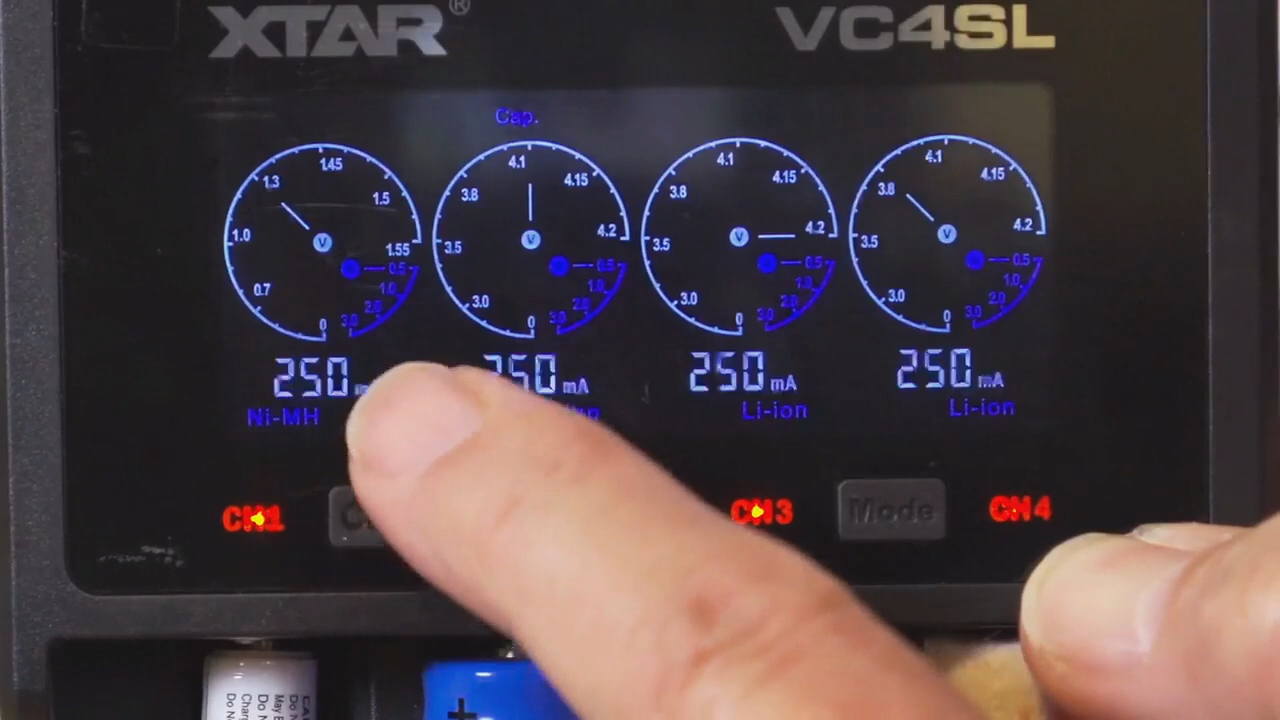 XTAR® VC4SL
Cap.
0 0.7 1.0 1.3 1.45 1.5 1.55 V 0.5 1.0 2.0 3.0
0 3.0 3.5 3.8 4.1 4.15 4.2 V 0.5 1.0 2.0 3.0
0 3.0 3.5 3.8 4.1 4.15 4.2 V 0.5 1.0 2.0 3.0
0 3.0 3.5 3.8 4.1 4.15 4.2 V 0.5 1.0 2.0 3.0
250 250 mA 250 mA 250 mA
Ni-MH Li-ion Li-ion
CH1 CH3 Mode CH4
+